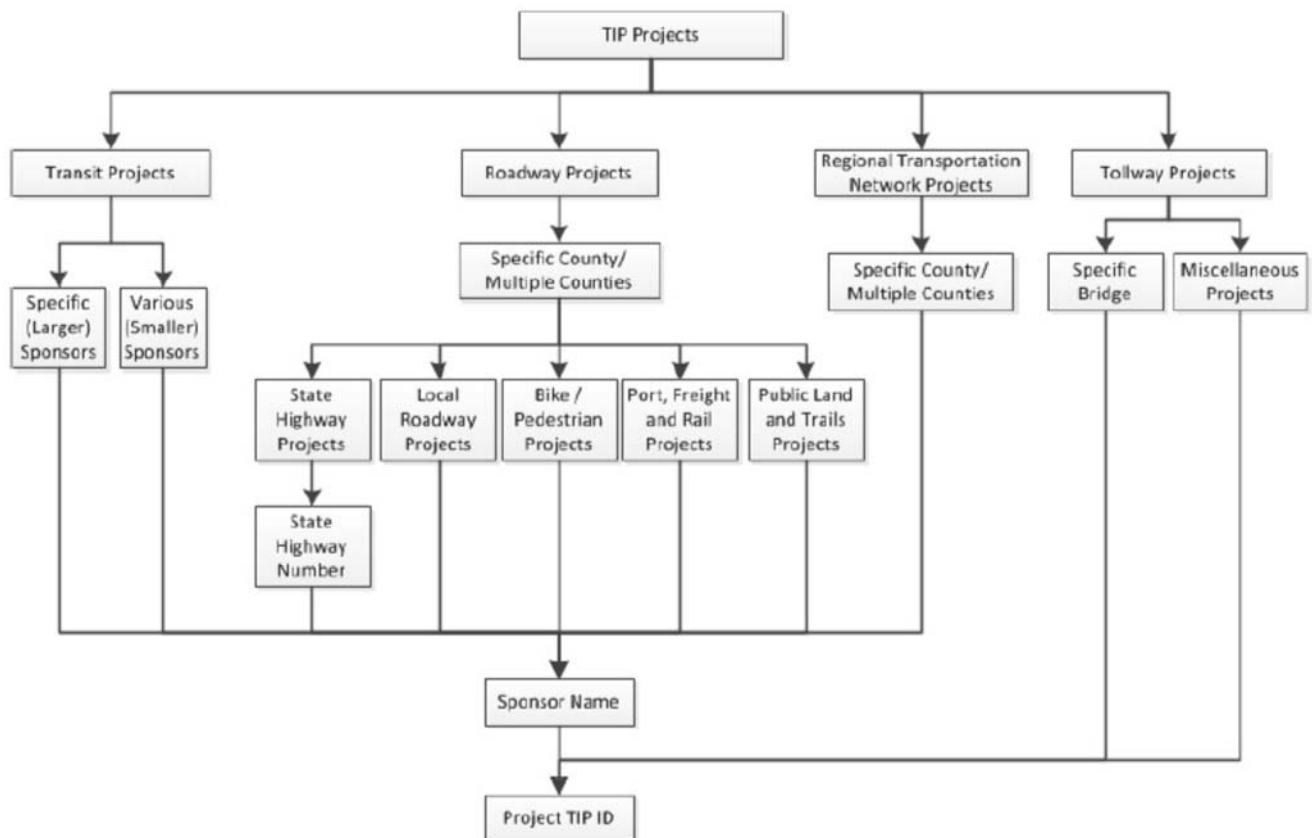 TIP Projects
Transit Projects
Roadway Projects
Regional Transportation
Network Projects
Tollway Projects
Specific
(Larger)
Sponsors
Various
(Smaller)
Sponsors
Specific County/
Multiple Counties
Specific County/
Multiple Counties
Specific
Bridge
Miscellaneous
Projects
State
Highway
Projects
Local
Roadway
Projects
Bike /
Pedestrian
Projects
Port, Freight
and Rail
Projects
Public Land
and Trails
Projects
State
Highway
Number
Sponsor Name
Project TIP ID